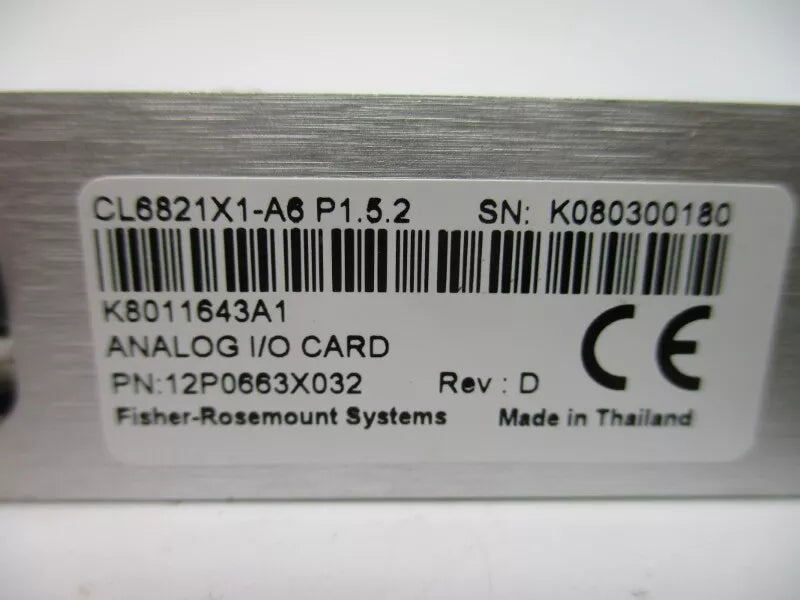 CL6821X1-A6 P1.5.2 SN: K080300180
K8011643A1
ANALOG I/O CARD
PN:12P0663X032 Rev : D
Fisher-Rosemount Systems Made in Thailand
CE